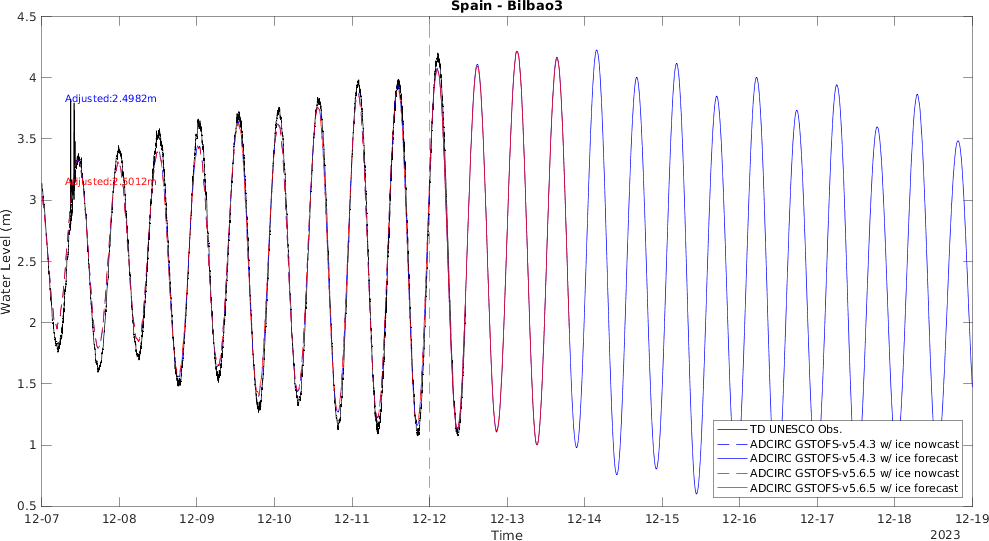 Spain - Bilbao3
4.5
4
3.5
3
2.5
2
1.5
1
0.5
Water Level (m)
Adjusted:2.4982m
Adjusted:2.5012m
TD UNESCO Obs.
ADCIRC GSTOFS-v5.4.3 w/ ice nowcast
ADCIRC GSTOFS-v5.4.3 w/ ice forecast
ADCIRC GSTOFS-v5.6.5 w/ ice nowcast
ADCIRC GSTOFS-v5.6.5 w/ ice forecast
12-07 12-08 12-09 12-10 12-11 12-12 12-13 12-14 12-15 12-16 12-17 12-18 12-19
Time
2023